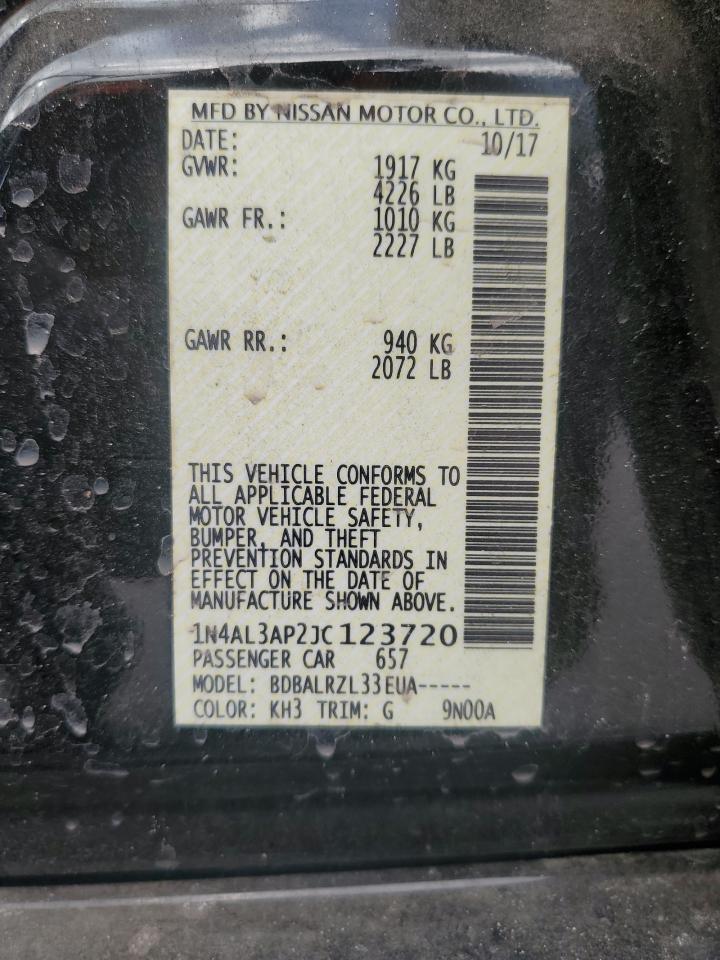 MFD BY NISSAN MOTOR CO., LTD.
DATE: 10/17
GVWR: 1917 KG
4226 LB
GAWR FR.: 1010 KG
2227 LB
GAWR RR.: 940 KG
2072 LB
THIS VEHICLE CONFORMS TO
ALL APPLICABLE FEDERAL
MOTOR VEHICLE SAFETY,
BUMPER, AND THEFT
PREVENTION STANDARDS IN
EFFECT ON THE DATE OF
MANUFACTURE SHOWN ABOVE.
1N4AL3AP2JC123720
PASSENGER CAR 657
MODEL: BDBALRZL33EUA-----
COLOR: KH3 TRIM: G 9N00A